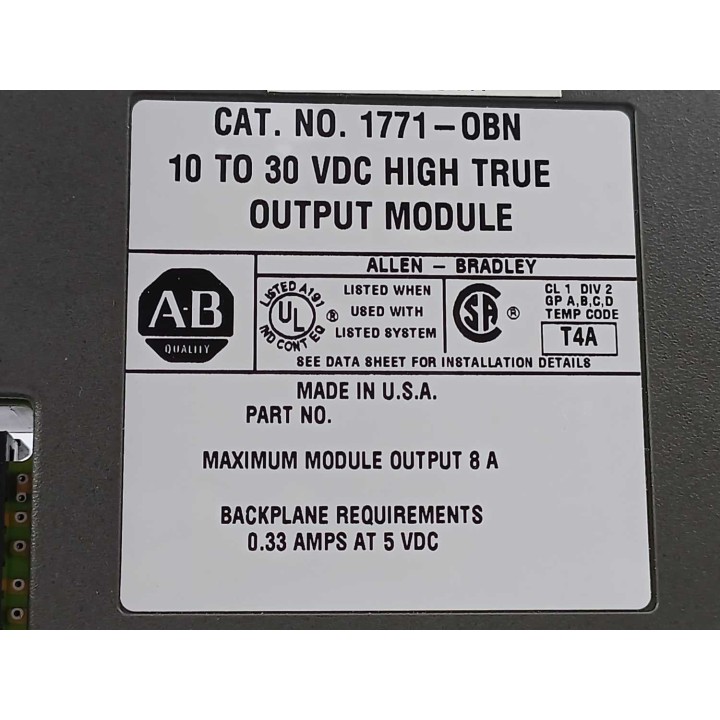 CAT. NO. 1771-OBN
10 TO 30 VDC HIGH TRUE
OUTPUT MODULE
ALLEN - BRADLEY
A-B
QUALITY
LISTED A191
UL
IND CONT EQ
®
LISTED WHEN
USED WITH
LISTED SYSTEM
SA
®
CL 1 DIV 2
GP A,B,C,D
TEMP CODE
T4A
SEE DATA SHEET FOR INSTALLATION DETAILS
MADE IN U.S.A.
PART NO.
MAXIMUM MODULE OUTPUT 8 A
BACKPLANE REQUIREMENTS
0.33 AMPS AT 5 VDC